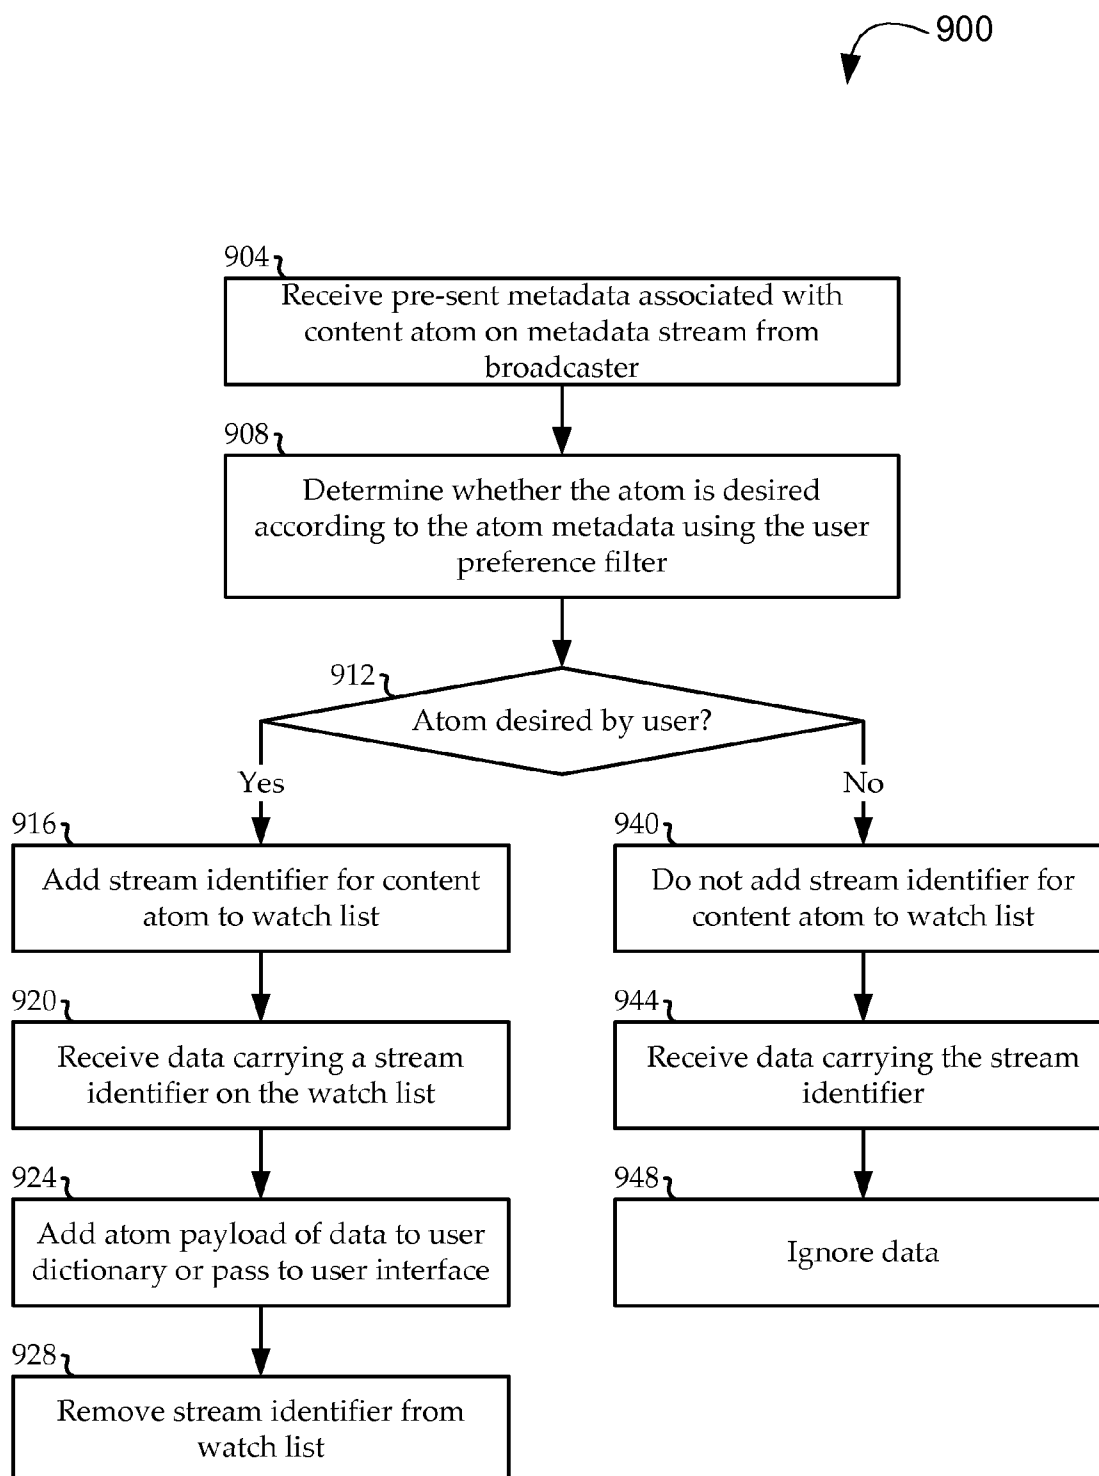 900
904
Receive pre-sent metadata associated with
content atom on metadata stream from
broadcaster
908
Determine whether the atom is desired
according to the atom metadata using the user
preference filter
912
Atom desired by user?
Yes
No
916
Add stream identifier for content
atom to watch list
940
Do not add stream identifier for
content atom to watch list
920
Receive data carrying a stream
identifier on the watch list
944
Receive data carrying the stream
identifier
924
Add atom payload of data to user
dictionary or pass to user interface
948
Ignore data
928
Remove stream identifier from
watch list